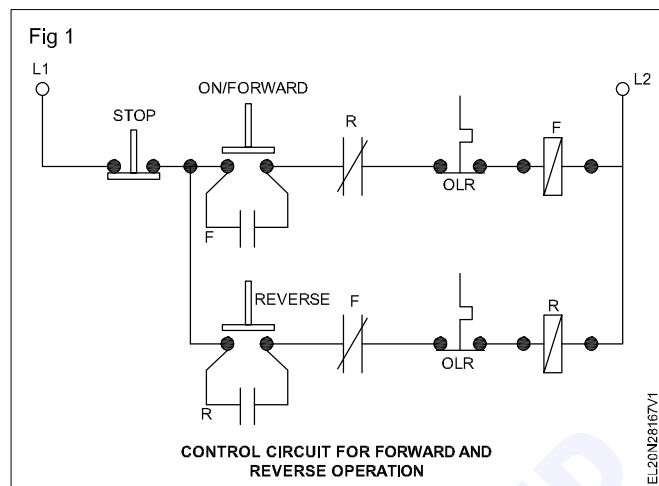 Fig 1
L1
L2
ON/FORWARD
STOP
R
F
OLR
F
REVERSE
F
R
OLR
R
CONTROL CIRCUIT FOR FORWARD AND
REVERSE OPERATION
EL20N28167V1